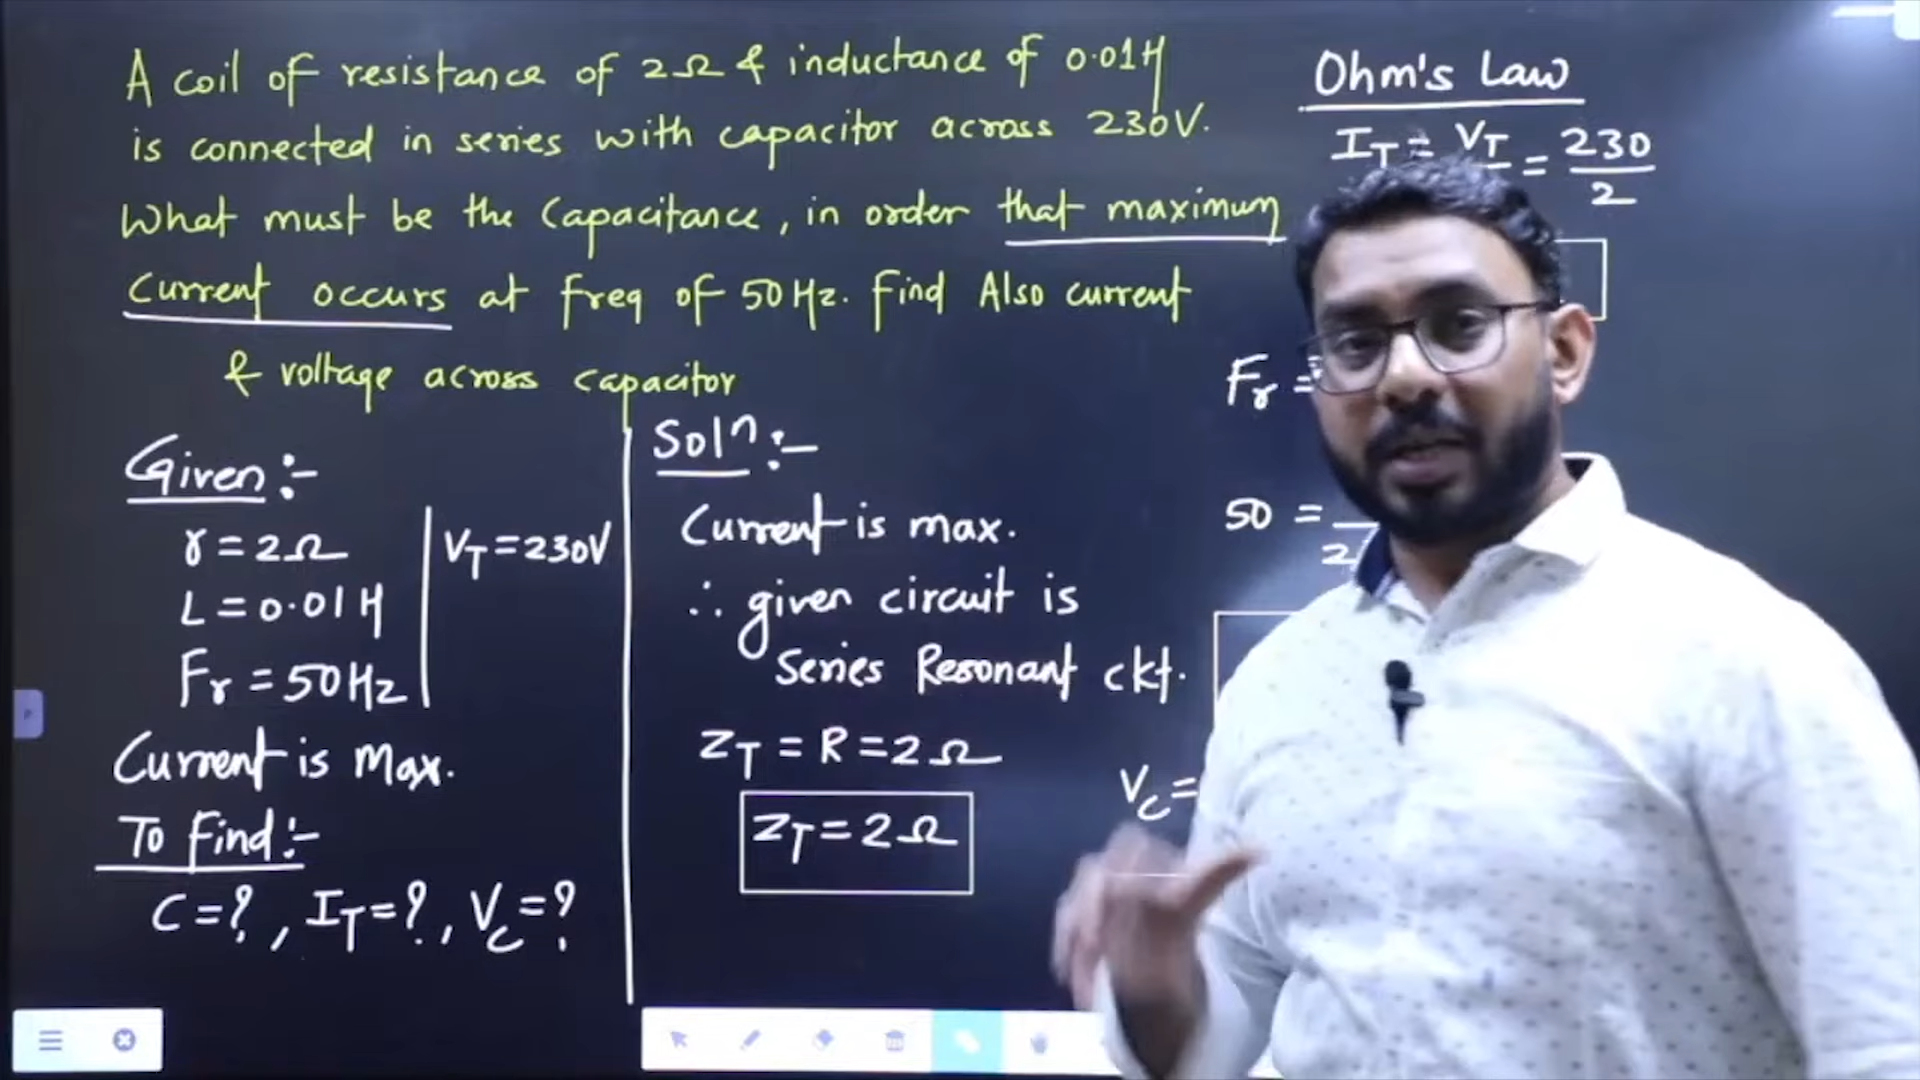 A coil of resistance of 2Ω & inductance of 0.01H
is connected in series with capacitor across 230V.
What must be the Capacitance, in order that maximum
Current occurs at freq of 50Hz. Find Also current
& voltage across capacitor
Given :-
r = 2Ω
L = 0.01H
Fr = 50Hz
VT = 230V
Current is Max.
To Find :-
C = ?, IT = ?, Vc = ?
Solⁿ :-
Current is max.
∴ given circuit is
Series Resonant ckt.
ZT = R = 2Ω
ZT = 2Ω
Ohm's Law
IT = VT = 230/2
Fr =
50 =
Vc =